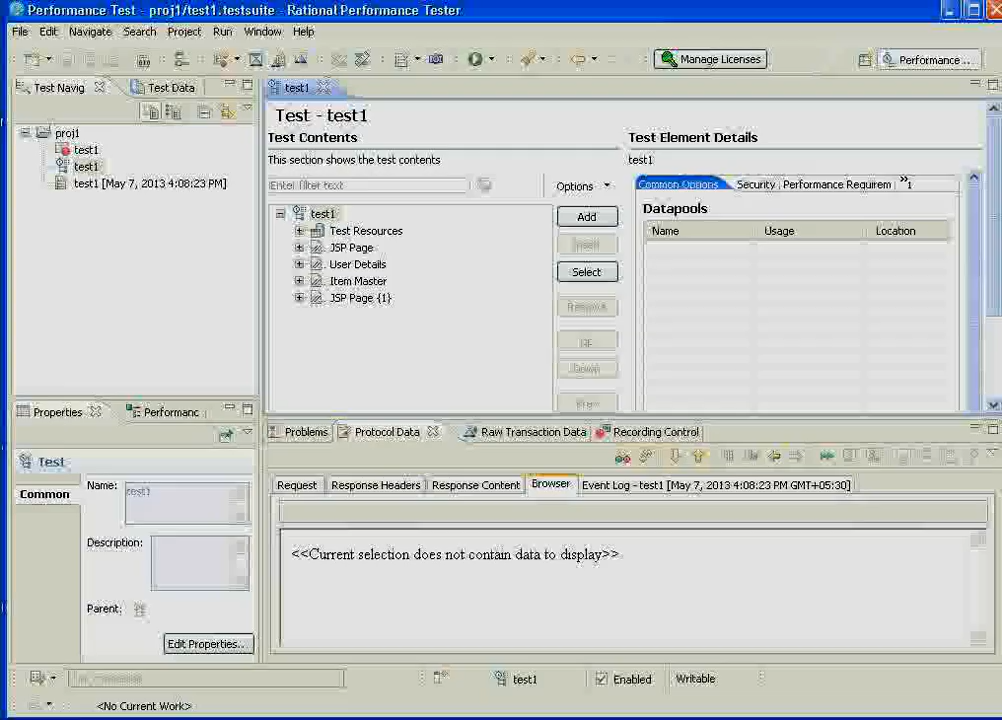 Performance Test - proj1/test1.testsuite - Rational Performance Tester
File Edit Navigate Search Project Run Window Help
Manage Licenses
Performance ..
Test Navig
Test Data
test1
proj1
test1
test1
test1 [May 7, 2013 4:08:23 PM]
Test - test1
Test Contents
This section shows the test contents
Enter filter text
Options
test1
Test Resources
JSP Page
User Details
Item Master
JSP Page {1}
Add
Insert
Select
Remove
Up
Down
Test Element Details
test1
Common Options Security Performance Requirem »1
Datapools
Name Usage Location
Properties
Performanc
Test
Common
Name: test1
Description:
Parent:
Edit Properties...
Problems Protocol Data Raw Transaction Data Recording Control
Request Response Headers Response Content Browser Event Log - test1 [May 7, 2013 4:08:23 PM GMT+05:30]
<<Current selection does not contain data to display>>
test1 Enabled Writable
<No Current Work>